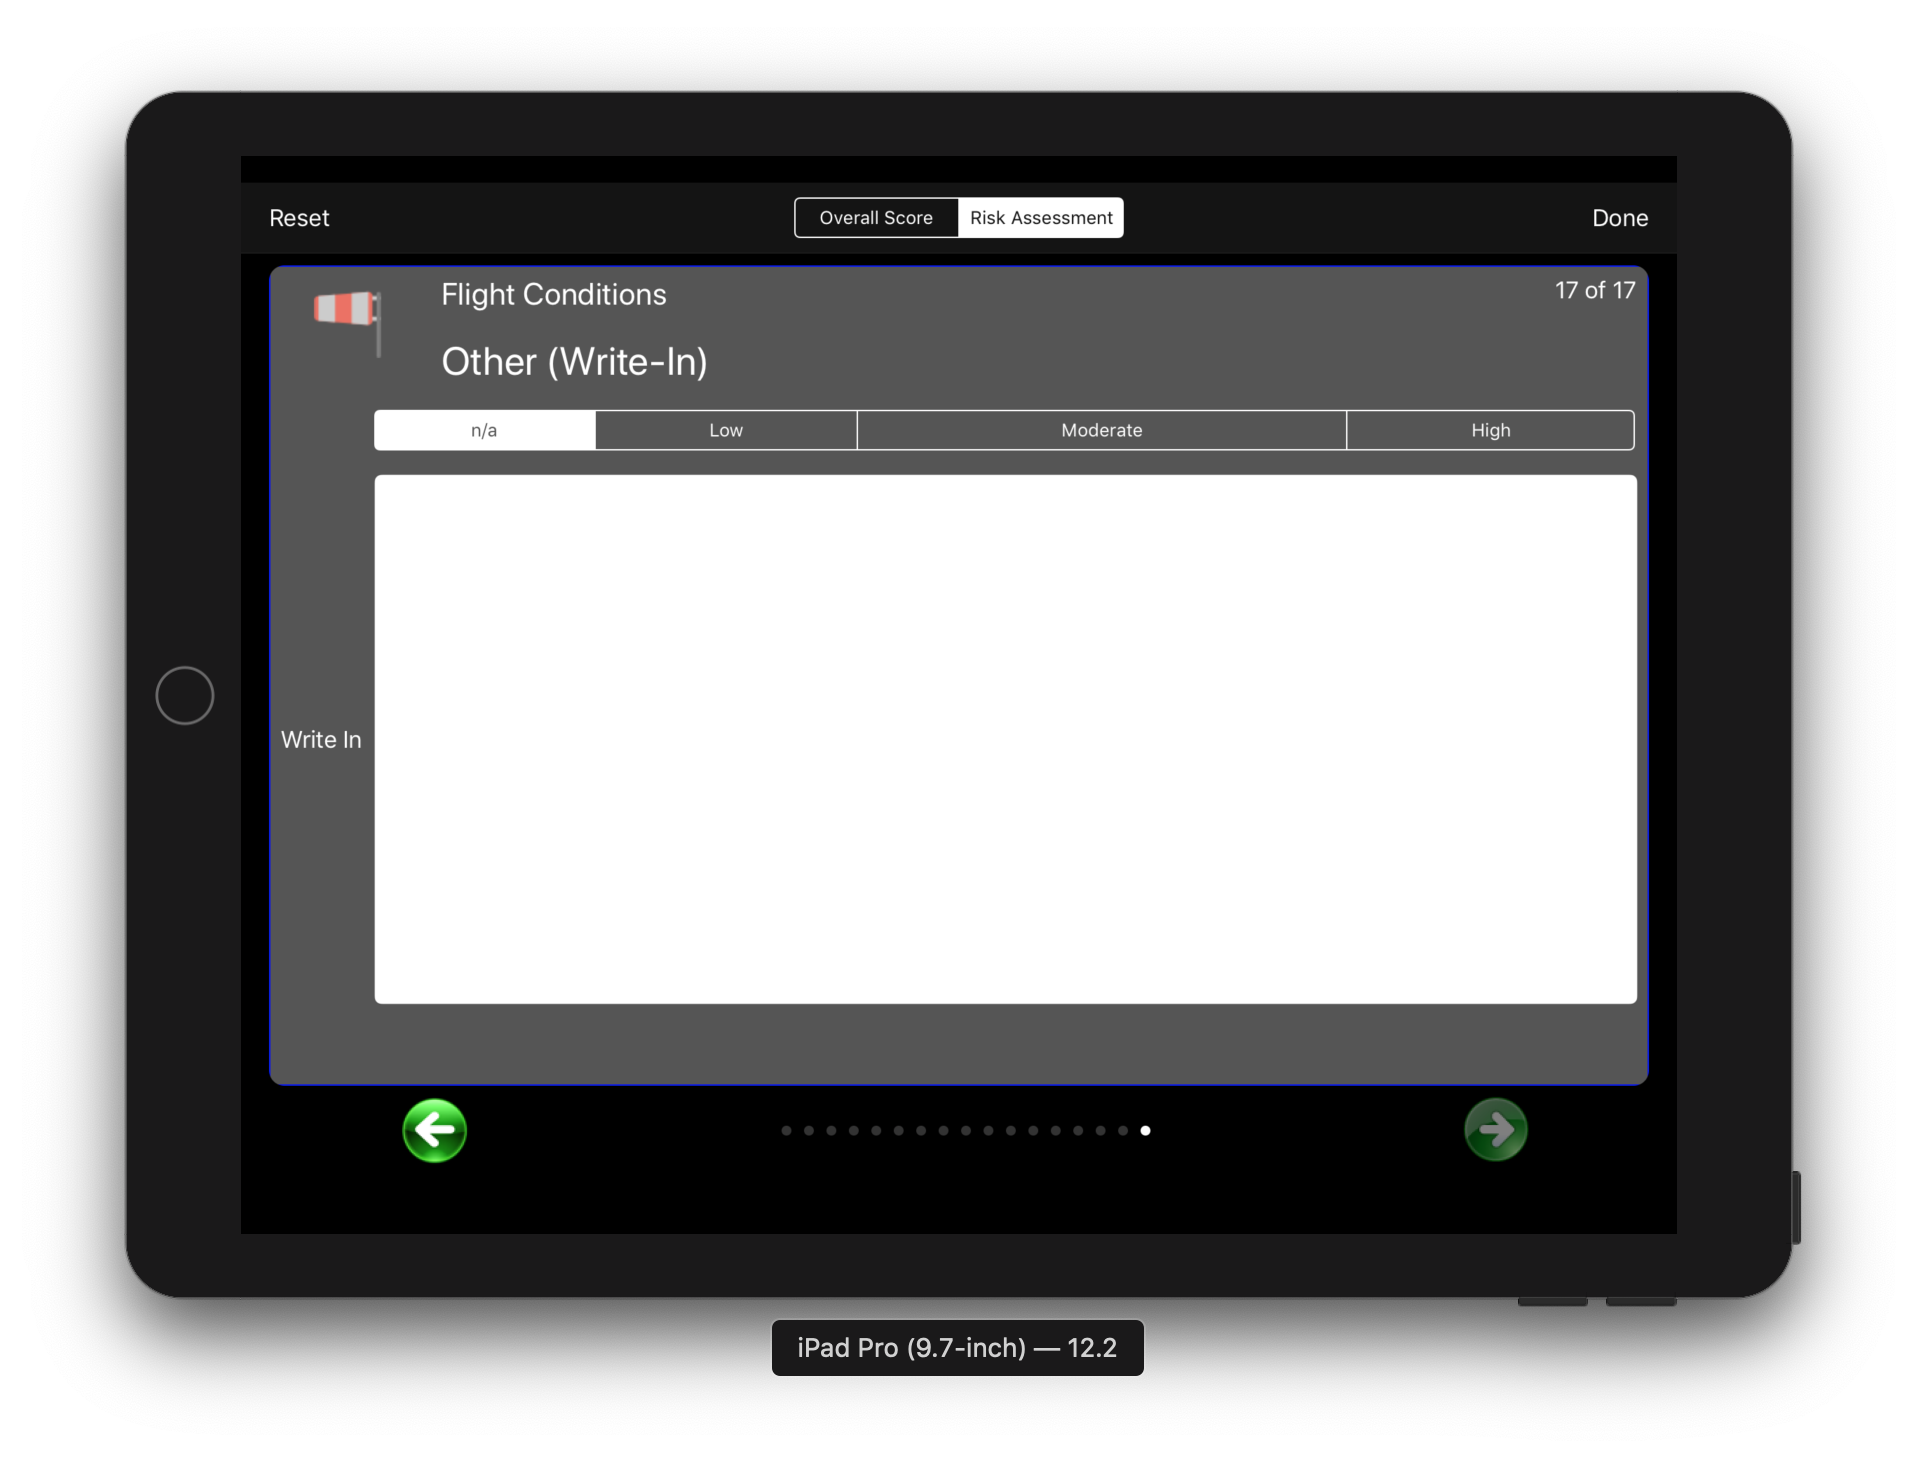 Reset
Overall Score
Risk Assessment
Done
Flight Conditions
17 of 17
Other (Write-In)
n/a
Low
Moderate
High
Write In
iPad Pro (9.7-inch) — 12.2